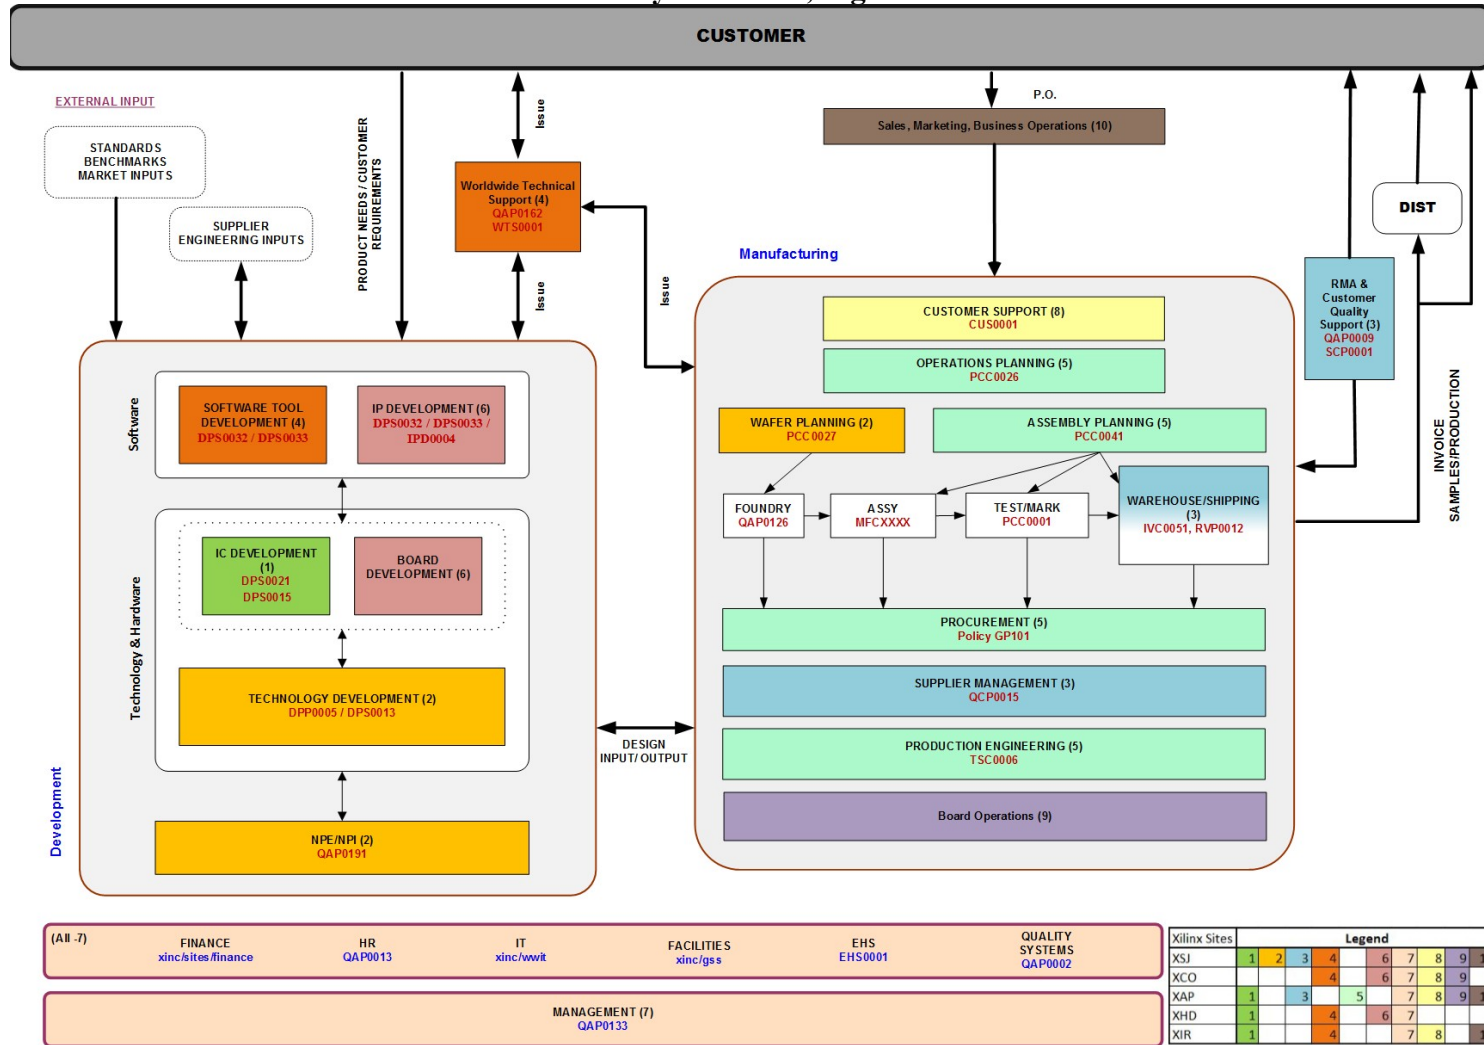 CUSTOMER
EXTERNAL INPUT
STANDARDS
BENCHMARKS
MARKET INPUTS
SUPPLIER
ENGINEERING INPUTS
PRODUCT NEEDS / CUSTOMER
REQUIREMENTS
Issue
Worldwide Technical
Support (4)
QAP0162
WTS0001
Issue
Issue
P.O.
Sales, Marketing, Business Operations (10)
DIST
RMA &
Customer
Quality
Support (3)
QAP0009
SCP0001
INVOICE
SAMPLES/PRODUCTION
Development
Software
SOFTWARE TOOL
DEVELOPMENT (4)
DPS0032 / DPS0033
IP DEVELOPMENT (6)
DPS0032 / DPS0033 /
IPD0004
Technology & Hardware
IC DEVELOPMENT
(1)
DPS0021
DPS0015
BOARD
DEVELOPMENT (6)
TECHNOLOGY DEVELOPMENT (2)
DPP0005 / DPS0013
NPE/NPI (2)
QAP0191
DESIGN
INPUT/ OUTPUT
Manufacturing
CUSTOMER SUPPORT (8)
CUS0001
OPERATIONS PLANNING (5)
PCC0026
WAFER PLANNING (2)
PCC0027
ASSEMBLY PLANNING (5)
PCC0041
FOUNDRY
QAP0126
ASSY
MFCXXXX
TEST/MARK
PCC0001
WAREHOUSE/SHIPPING
(3)
IVC0051, RVP0012
PROCUREMENT (5)
Policy GP101
SUPPLIER MANAGEMENT (3)
QCP0015
PRODUCTION ENGINEERING (5)
TSC0006
Board Operations (9)
(All -7)
FINANCE
xinc/sites/finance
HR
QAP0013
IT
xinc/wwit
FACILITIES
xinc/gss
EHS
EHS0001
QUALITY
SYSTEMS
QAP0002
MANAGEMENT (7)
QAP0133
Xilinx Sites Legend
XSJ 1 2 3 4 6 7 8 9
XCO 4 6 7 8 9
XAP 1 3 5 7 8 9
XHD 1 4 6 7
XIR 1 4 7 8